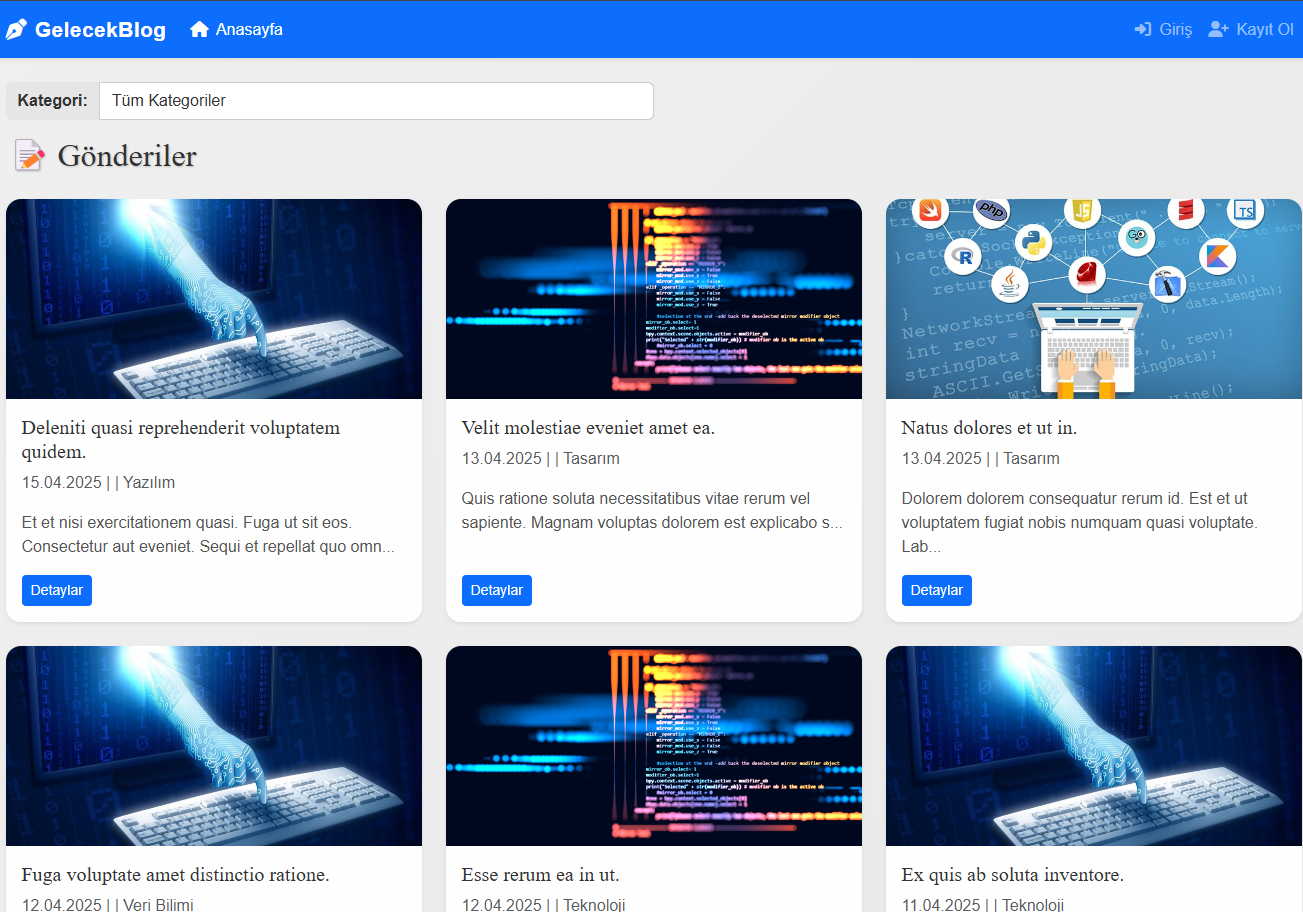 GelecekBlog Anasayfa Giriş Kayıt Ol
Kategori: Tüm Kategoriler
Gönderiler
php JS TS
R
Deleniti quasi reprehenderit voluptatem
quidem.
15.04.2025 | | Yazılım
Et et nisi exercitationem quasi. Fuga ut sit eos.
Consectetur aut eveniet. Sequi et repellat quo omn...
Detaylar
Velit molestiae eveniet amet ea.
13.04.2025 | | Tasarım
Quis ratione soluta necessitatibus vitae rerum vel
sapiente. Magnam voluptas dolorem est explicabo s...
Detaylar
Natus dolores et ut in.
13.04.2025 | | Tasarım
Dolorem dolorem consequatur rerum id. Est et ut
voluptatem fugiat nobis numquam quasi voluptate.
Lab...
Detaylar
Fuga voluptate amet distinctio ratione.
12.04.2025 | | Veri Bilimi
Esse rerum ea in ut.
12.04.2025 | | Teknoloji
Ex quis ab soluta inventore.
11.04.2025 | | Teknoloji